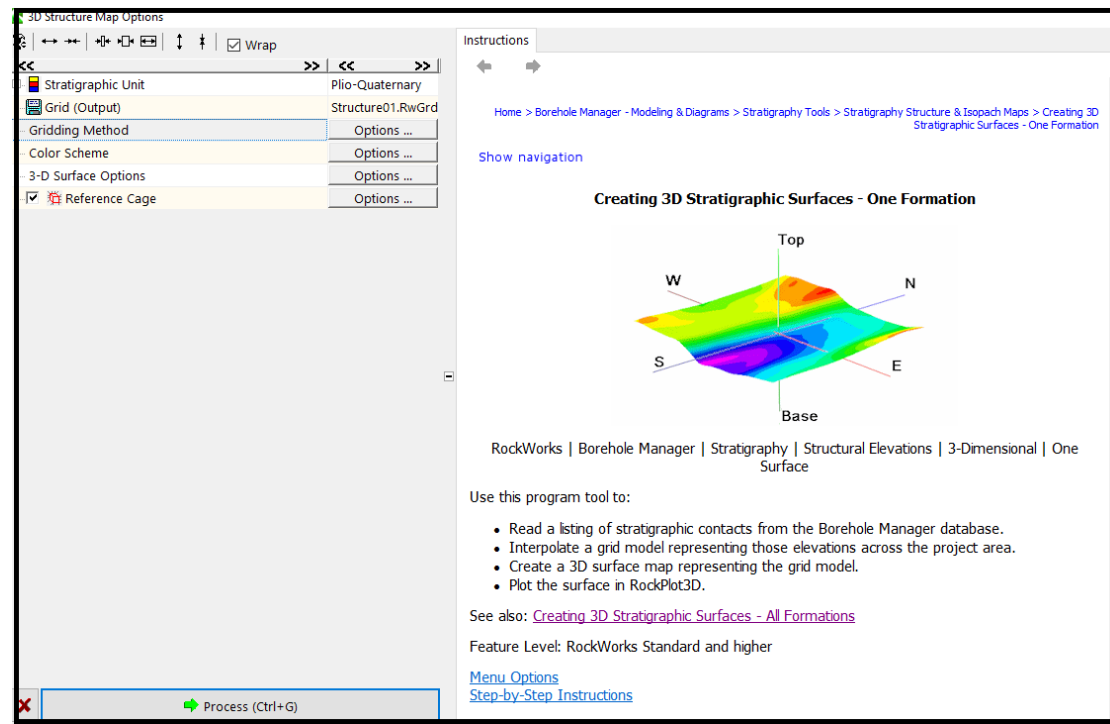 3D Structure Map Options
Wrap
<< >> << >>
Stratigraphic Unit Plio-Quaternary
Grid (Output) Structure01.RwGrd
Gridding Method Options ...
Color Scheme Options ...
3-D Surface Options Options ...
Reference Cage Options ...
Process (Ctrl+G)
Instructions
Home > Borehole Manager - Modeling & Diagrams > Stratigraphy Tools > Stratigraphy Structure & Isopach Maps > Creating 3D
Stratigraphic Surfaces - One Formation
Show navigation
Creating 3D Stratigraphic Surfaces - One Formation
Top
W
N
S
E
Base
RockWorks | Borehole Manager | Stratigraphy | Structural Elevations | 3-Dimensional | One
Surface
Use this program tool to:
• Read a listing of stratigraphic contacts from the Borehole Manager database.
• Interpolate a grid model representing those elevations across the project area.
• Create a 3D surface map representing the grid model.
• Plot the surface in RockPlot3D.
See also: Creating 3D Stratigraphic Surfaces - All Formations
Feature Level: RockWorks Standard and higher
Menu Options
Step-by-Step Instructions